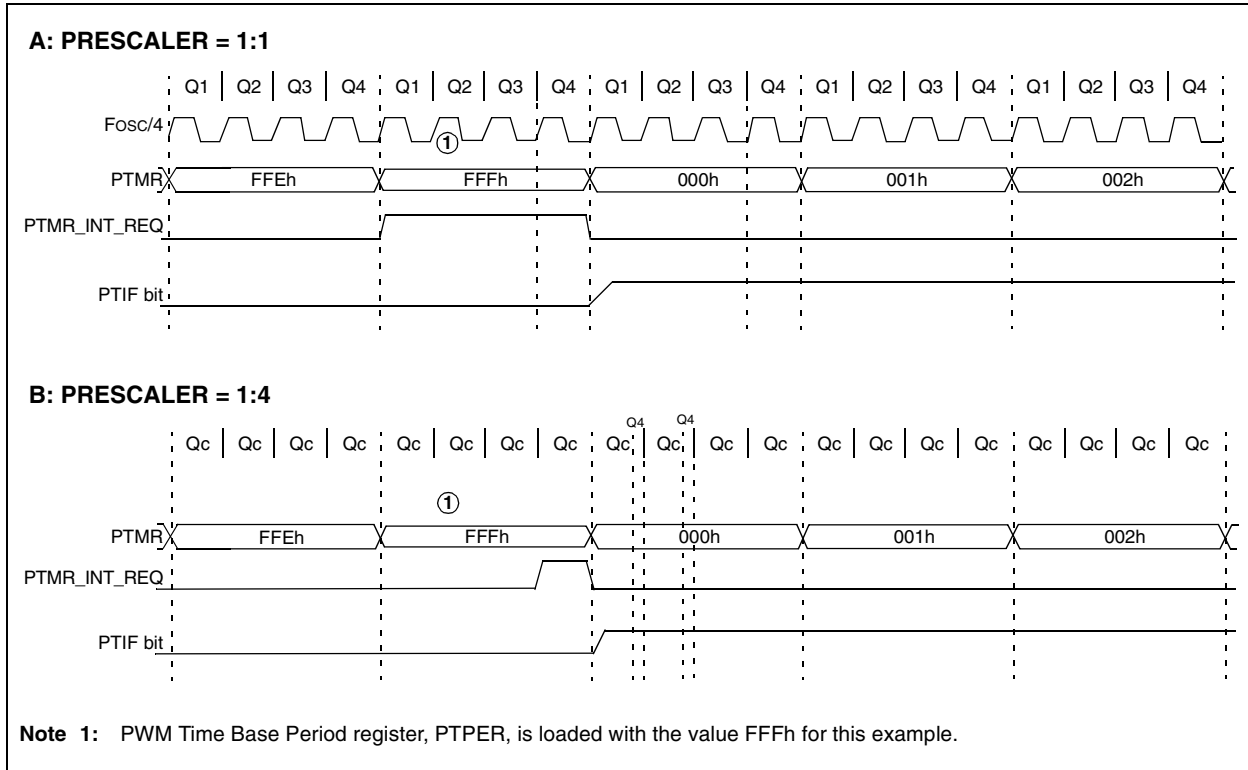 A: PRESCALER = 1:1
Q1 Q2 Q3 Q4 Q1 Q2 Q3 Q4 Q1 Q2 Q3 Q4 Q1 Q2 Q3 Q4 Q1 Q2 Q3 Q4
FOSC/4
1
PTMR FFEh FFFh 000h 001h 002h
PTMR_INT_REQ
PTIF bit
B: PRESCALER = 1:4
Q4 Q4
Qc Qc Qc Qc Qc Qc Qc Qc Qc Qc Qc Qc Qc Qc Qc Qc Qc Qc Qc Qc
1
PTMR FFEh FFFh 000h 001h 002h
PTMR_INT_REQ
PTIF bit
Note 1: PWM Time Base Period register, PTPER, is loaded with the value FFFh for this example.